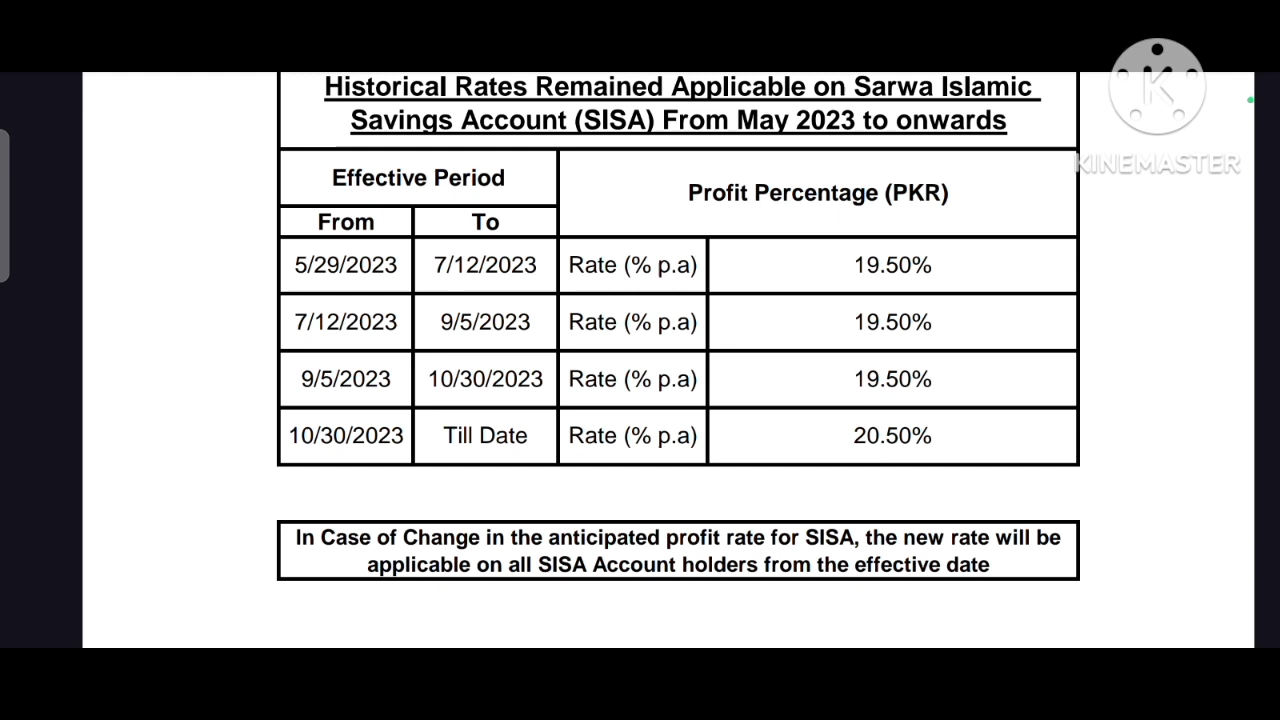 Historical Rates Remained Applicable on Sarwa Islamic
Savings Account (SISA) From May 2023 to onwards
Effective Period
Profit Percentage (PKR)
From To
5/29/2023 7/12/2023 Rate (% p.a) 19.50%
7/12/2023 9/5/2023 Rate (% p.a) 19.50%
9/5/2023 10/30/2023 Rate (% p.a) 19.50%
10/30/2023 Till Date Rate (% p.a) 20.50%
In Case of Change in the anticipated profit rate for SISA, the new rate will be
applicable on all SISA Account holders from the effective date
K
KINEMASTER